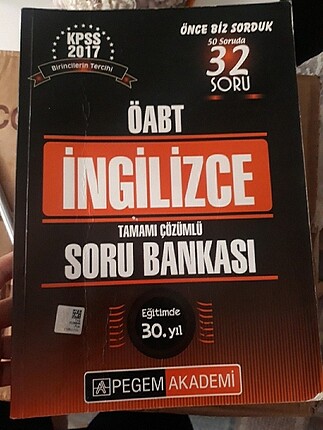 KPSS
2017
Birincilerin Tercihi
ÖNCE BİZ SORDUK
50 Soruda
32
SORU
ÖABT
İNGİLİZCE
TAMAMI ÇÖZÜMLÜ
SORU BANKASI
Eğitimde
30.yıl
PEGEM AKADEMİ